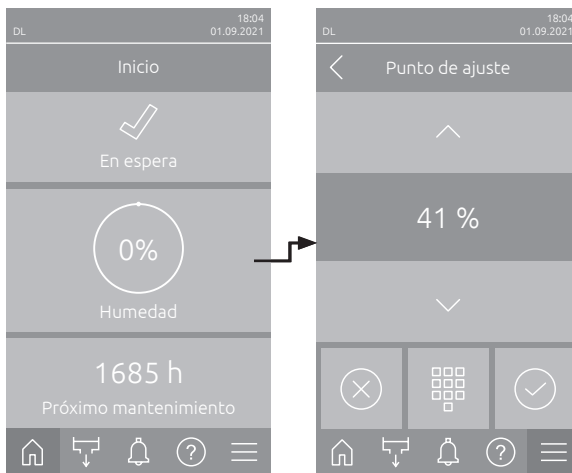 18:04
DL 01.09.2021
Inicio
En espera
0%
Humedad
1685 h
Próximo mantenimiento
?
18:04
DL 01.09.2021
Punto de ajuste
41 %
?